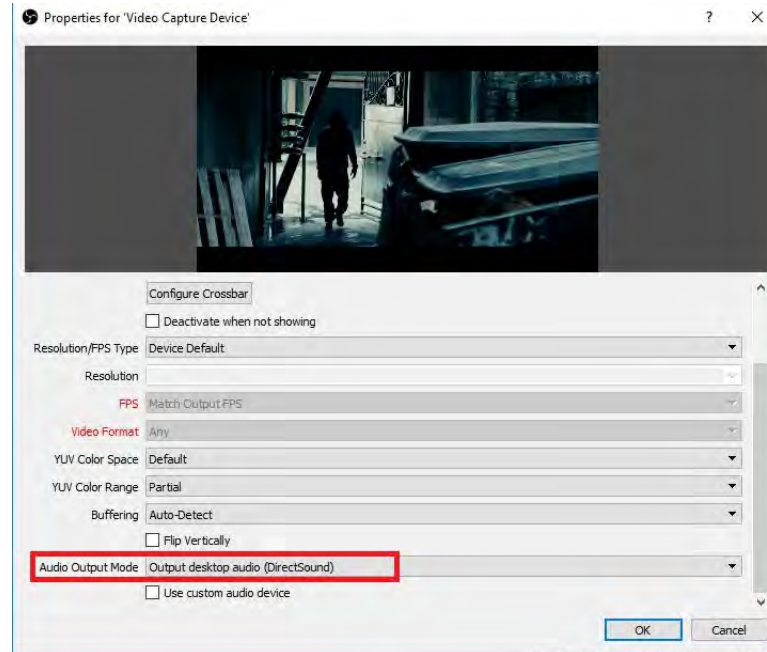 Properties for 'Video Capture Device'
?
X
Configure Crossbar
Deactivate when not showing
Resolution/FPS Type Device Default
Resolution
FPS Match Output FPS
Video Format Any
YUV Color Space Default
YUV Color Range Partial
Buffering Auto-Detect
Flip Vertically
Audio Output Mode Output desktop audio (DirectSound)
Use custom audio device
OK Cancel